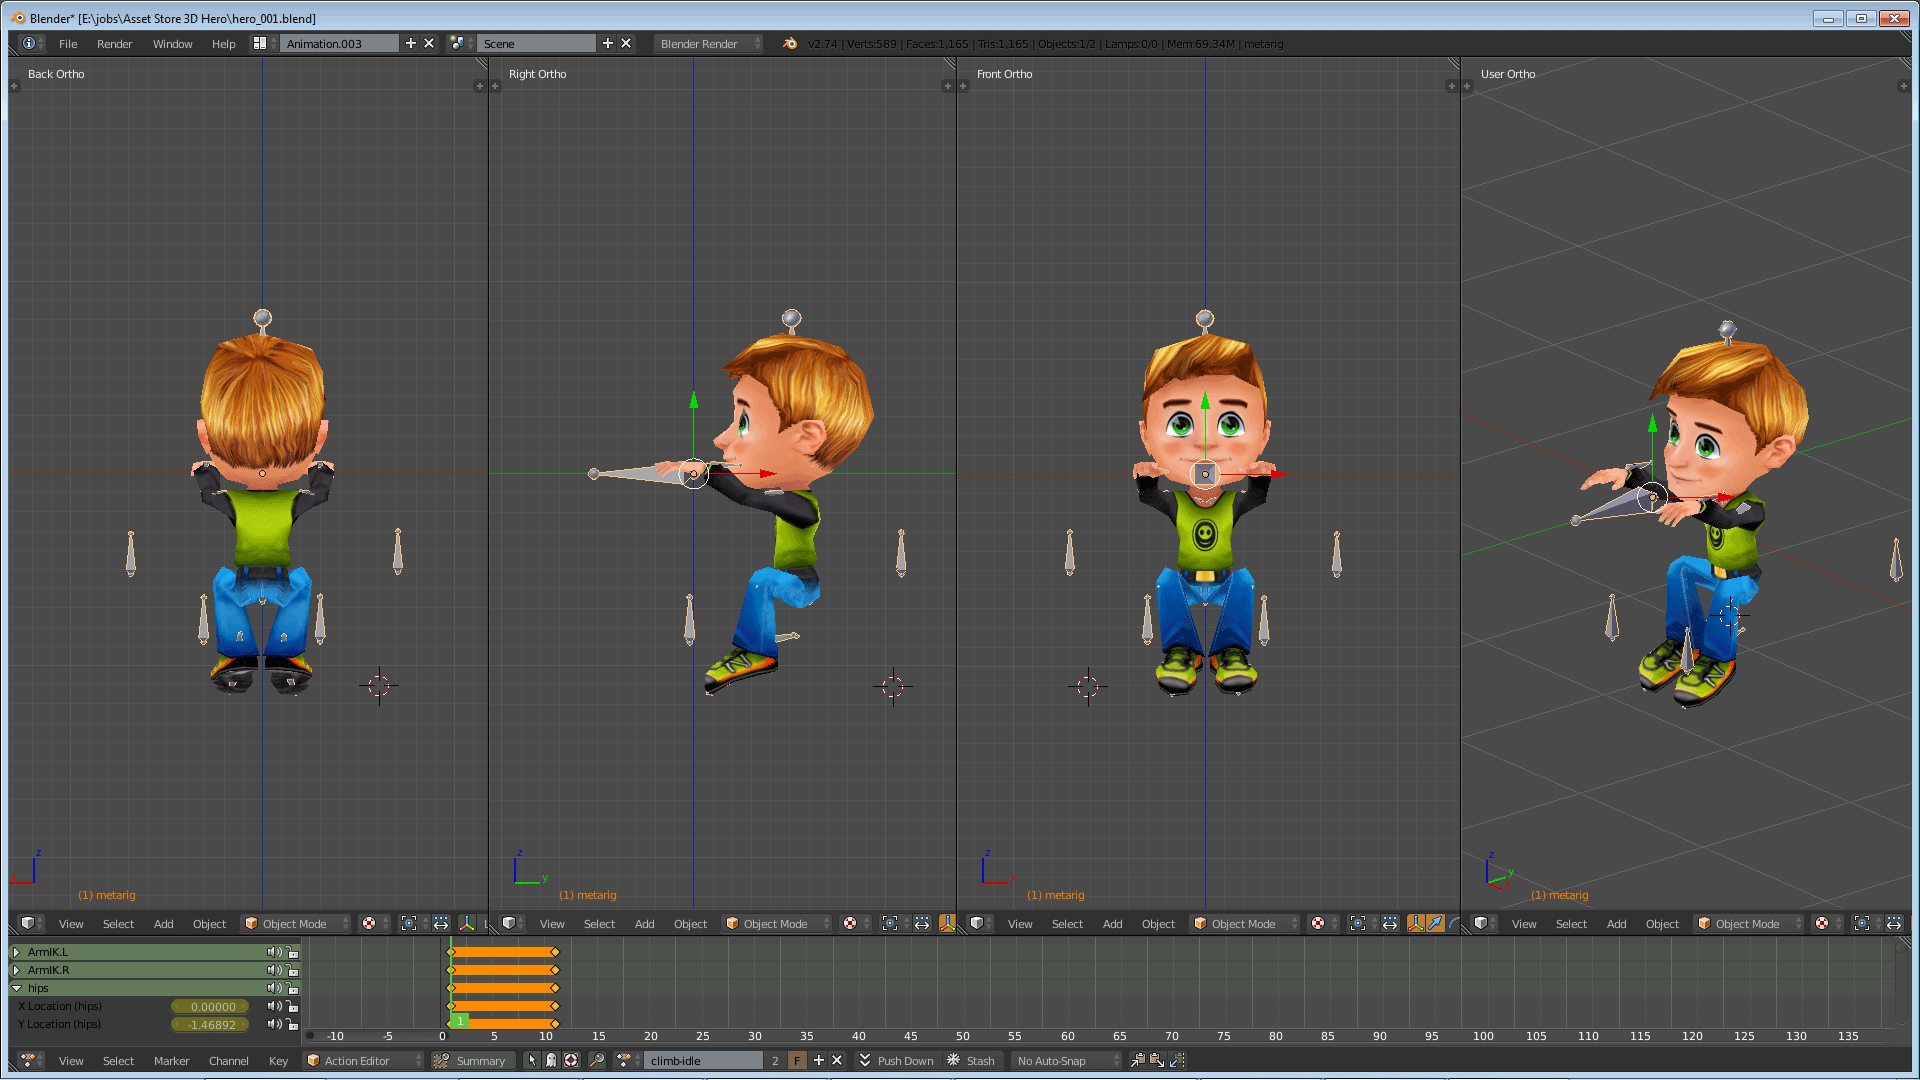 Blender* [E:\jobs\Asset Store 3D Hero\hero_001.blend]
File Render Window Help Animation.003 Scene Blender Render v2.74 | Verts:589 | Faces:1,165 | Tris:1,165 | Objects:1/2 | Lamps:0/0 | Mem:69.34M | metarig
Back Ortho Right Ortho Front Ortho User Ortho
z z z z
y x y
(1) metarig (1) metarig (1) metarig (1) metarig
View Select Add Object Object Mode View Select Add Object Object Mode View Select Add Object Object Mode View Select Add Object Object Mode
ArmIK.L
ArmIK.R
hips
X Location (hips) 0.00000
Y Location (hips) -1.46892 1
-10 -5 0 5 10 15 20 25 30 35 40 45 50 55 60 65 70 75 80 85 90 95 100 105 110 115 120 125 130 135
View Select Marker Channel Key Action Editor Summary climb-idle 2 F Push Down Stash No Auto-Snap